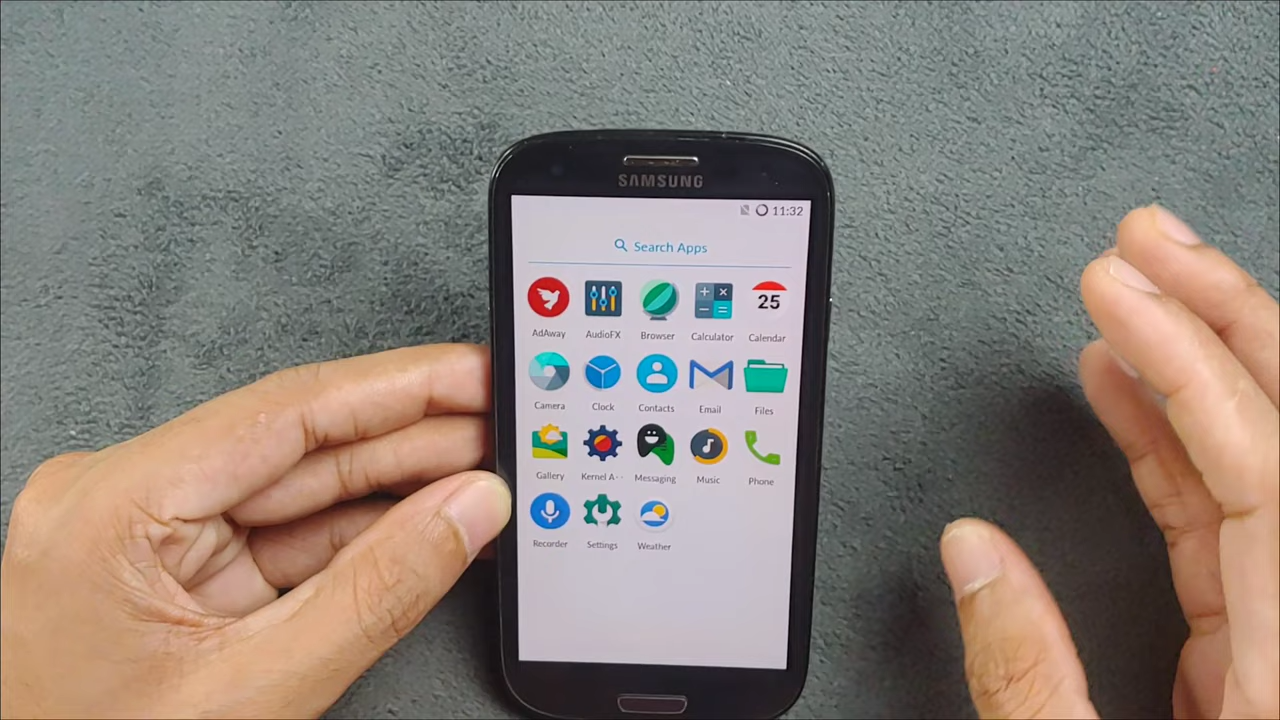 SAMSUNG
11:32
Search Apps
25
AdAway AudioFX Browser Calculator Calendar
Camera Clock Contacts Email Files
Gallery Kernel A·· Messaging Music Phone
Recorder Settings Weather